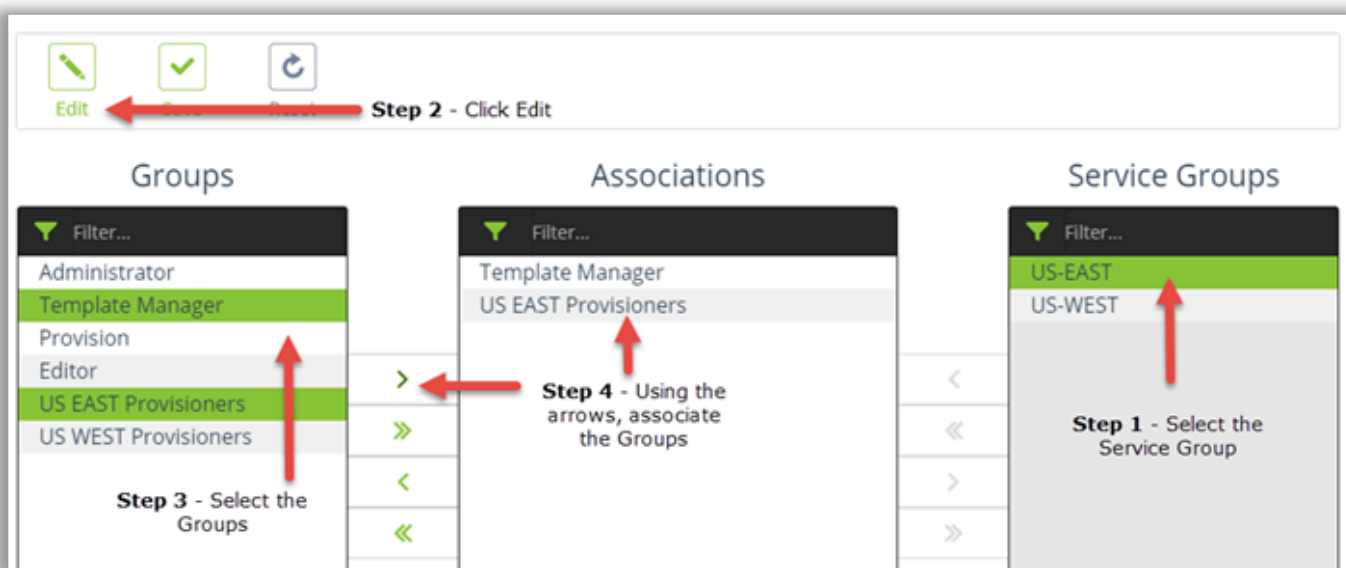 Edit
Save
Reset
Step 2 - Click Edit
Groups
Associations
Service Groups
Filter...
Filter...
Filter...
Administrator
Template Manager
Provision
Editor
US EAST Provisioners
US WEST Provisioners
Step 3 - Select the
Groups
Template Manager
US EAST Provisioners
Step 4 - Using the
arrows, associate
the Groups
US-EAST
US-WEST
Step 1 - Select the
Service Group